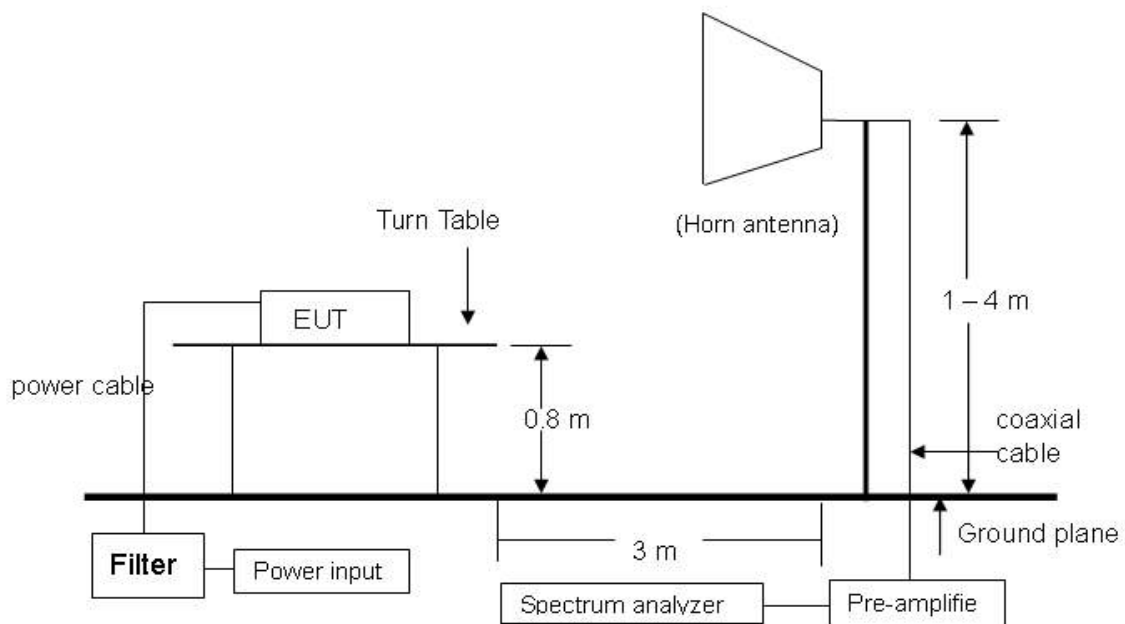 Turn Table
(Horn antenna)
EUT
1 – 4 m
power cable
0.8 m
coaxial
cable
Ground plane
3 m
Filter
Power input
Spectrum analyzer
Pre-amplifie